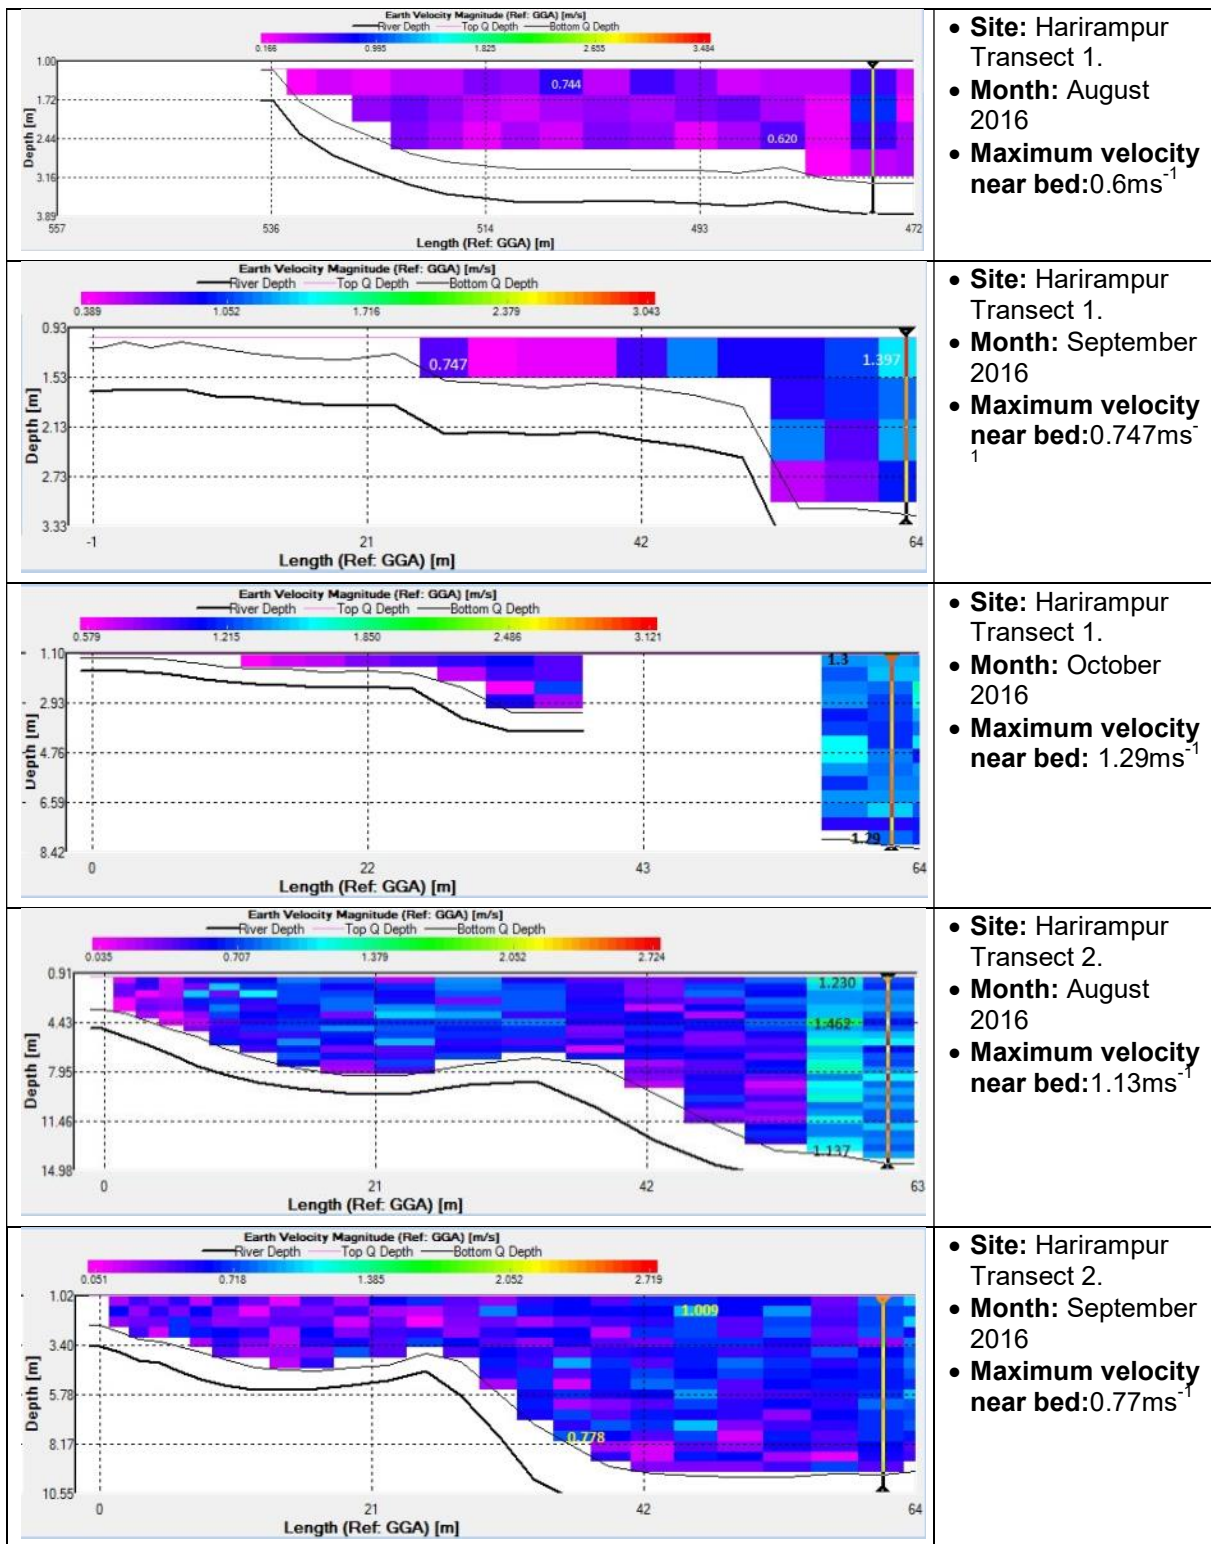 Earth Velocity Magnitude (Ref: GGA) [m/s]
River Depth Top Q Depth Bottom Q Depth
0.166 0.995 1.825 2.655 3.484
1.00
1.72
2.44
3.16
3.89
Depth [m]
0.744
0.620
557 536 514 493 472
Length (Ref: GGA) [m]
• Site: Harirampur
Transect 1.
• Month: August
2016
• Maximum velocity
near bed:0.6ms-1
Earth Velocity Magnitude (Ref: GGA) [m/s]
River Depth Top Q Depth Bottom Q Depth
0.389 1.052 1.716 2.379 3.043
0.93
1.53
2.13
2.73
3.33
Depth [m]
0.747
1.397
-1 21 42 64
Length (Ref: GGA) [m]
• Site: Harirampur
Transect 1.
• Month: September
2016
• Maximum velocity
near bed:0.747ms-
1
Earth Velocity Magnitude (Ref: GGA) [m/s]
River Depth Top Q Depth Bottom Q Depth
0.579 1.215 1.850 2.486 3.121
1.10
2.93
4.76
6.59
8.42
Depth [m]
1.3
1.29
0 22 43 64
Length (Ref: GGA) [m]
• Site: Harirampur
Transect 1.
• Month: October
2016
• Maximum velocity
near bed: 1.29ms-1
Earth Velocity Magnitude (Ref: GGA) [m/s]
River Depth Top Q Depth Bottom Q Depth
0.035 0.707 1.379 2.052 2.724
0.91
4.43
7.95
11.46
14.98
Depth [m]
1.230
1.462
1.137
0 21 42 63
Length (Ref: GGA) [m]
• Site: Harirampur
Transect 2.
• Month: August
2016
• Maximum velocity
near bed:1.13ms-1
Earth Velocity Magnitude (Ref: GGA) [m/s]
River Depth Top Q Depth Bottom Q Depth
0.051 0.718 1.385 2.052 2.719
1.02
3.40
5.78
8.17
10.55
Depth [m]
1.009
0.778
0 21 42 64
Length (Ref: GGA) [m]
• Site: Harirampur
Transect 2.
• Month: September
2016
• Maximum velocity
near bed:0.77ms-1